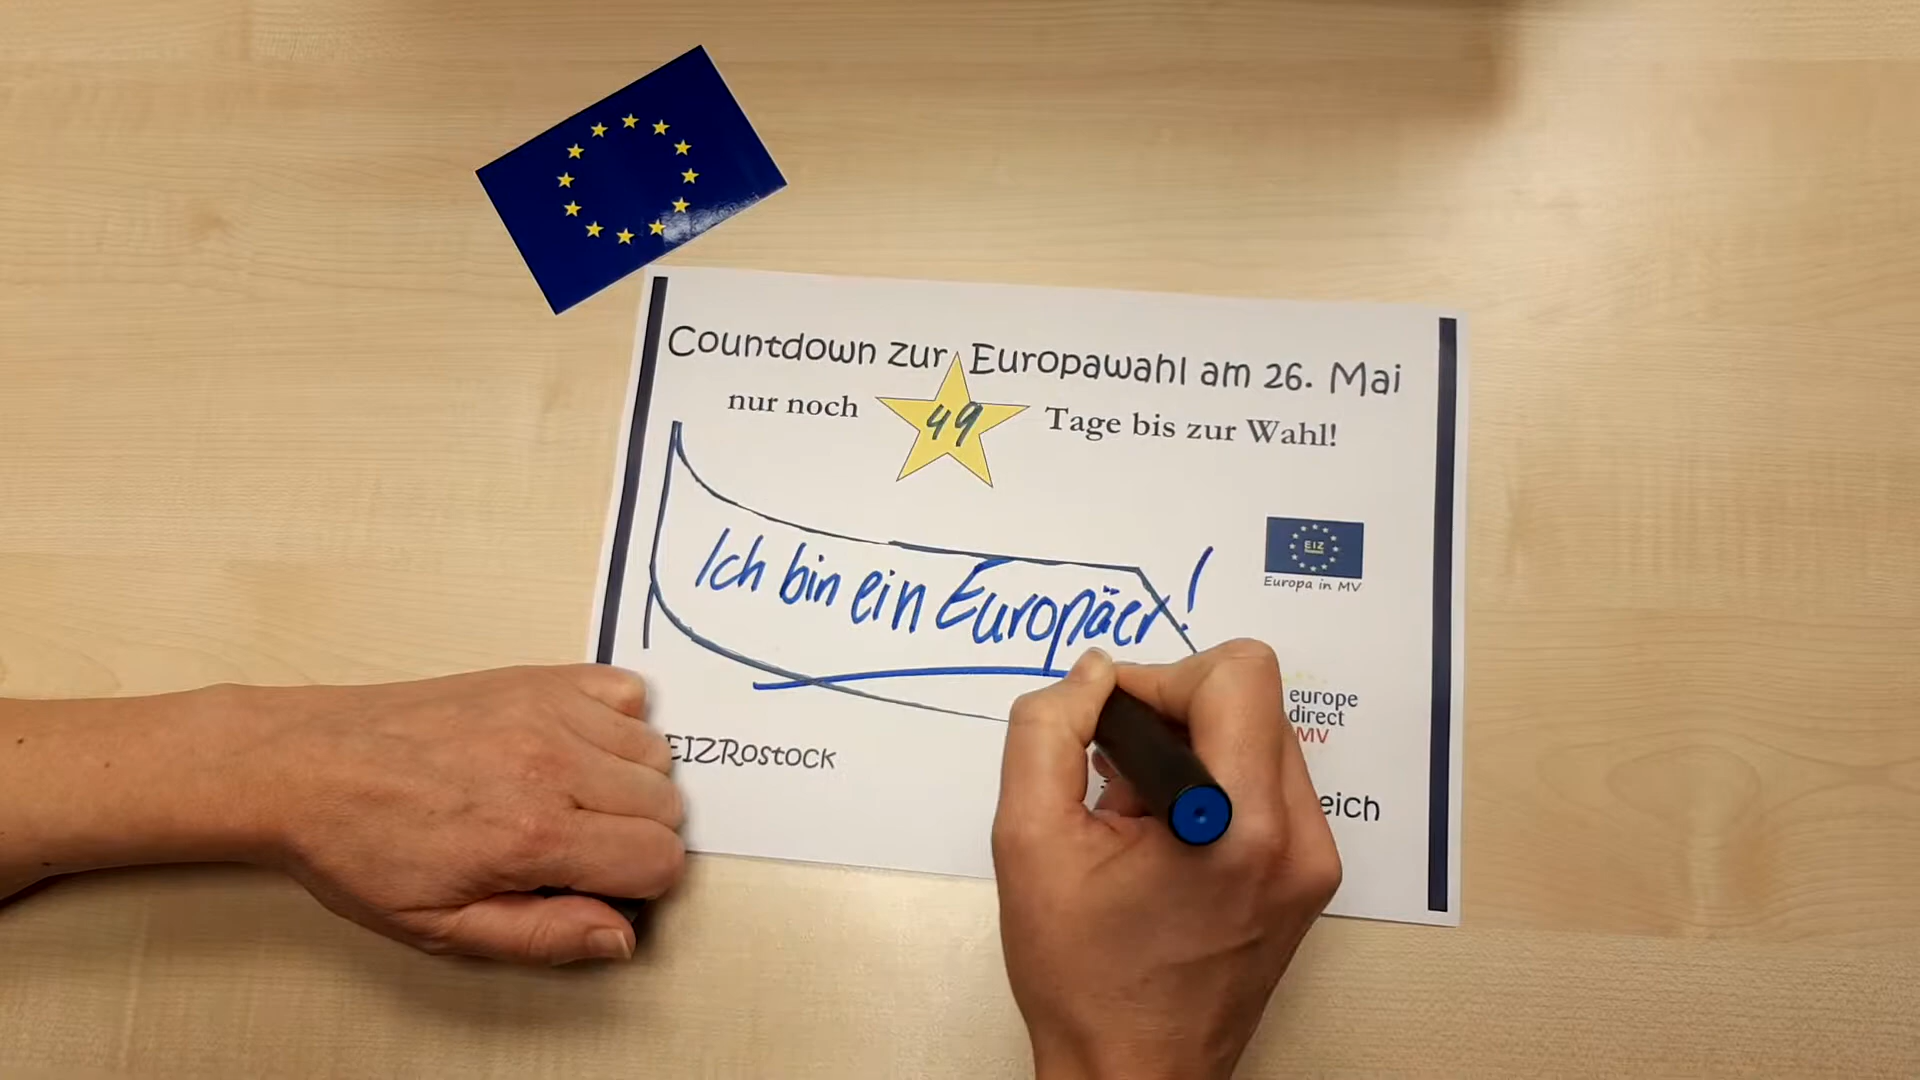 Countdown zur Europawahl am 26. Mai
nur noch 49 Tage bis zur Wahl!
Ich bin ein Europäer!
EIZ
Europa in MV
europe
direct
MV
EIZRostock
eich